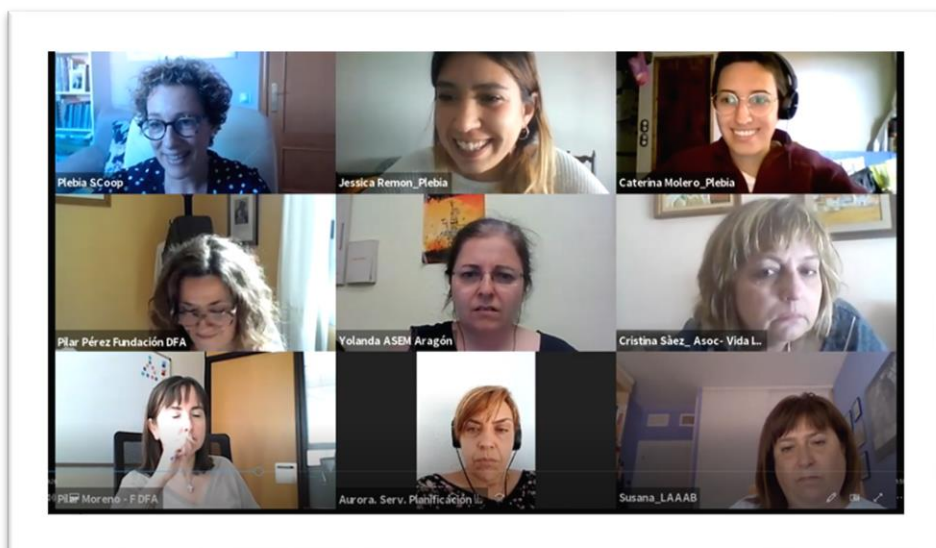 Plebia SCoop
Jessica Remon_Plebia
Caterina Molero_Plebia
Pilar Pérez Fundación DFA
Yolanda ASEM Aragón
Cristina Sàez_ Asoc- Vida I...
Pilar Moreno - F DFA
Aurora. Serv. Planificación ...
Susana_LAAAB